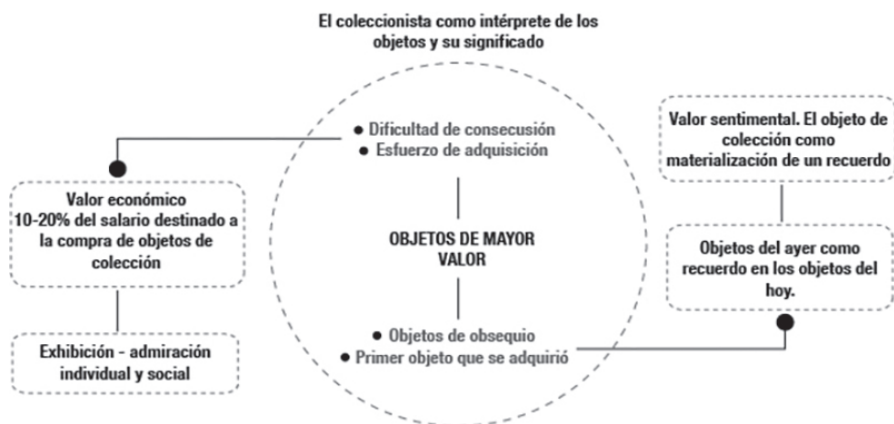 El coleccionista como intérprete de los
objetos y su significado
● Dificultad de consecusión
● Esfuerzo de adquisición
OBJETOS DE MAYOR
VALOR
● Objetos de obsequio
● Primer objeto que se adquirió
Valor económico
10-20% del salario destinado a
la compra de objetos de
colección
Exhibición - admiración
individual y social
Valor sentimental. El objeto de
colección como
materialización de un recuerdo
Objetos del ayer como
recuerdo en los objetos del
hoy.